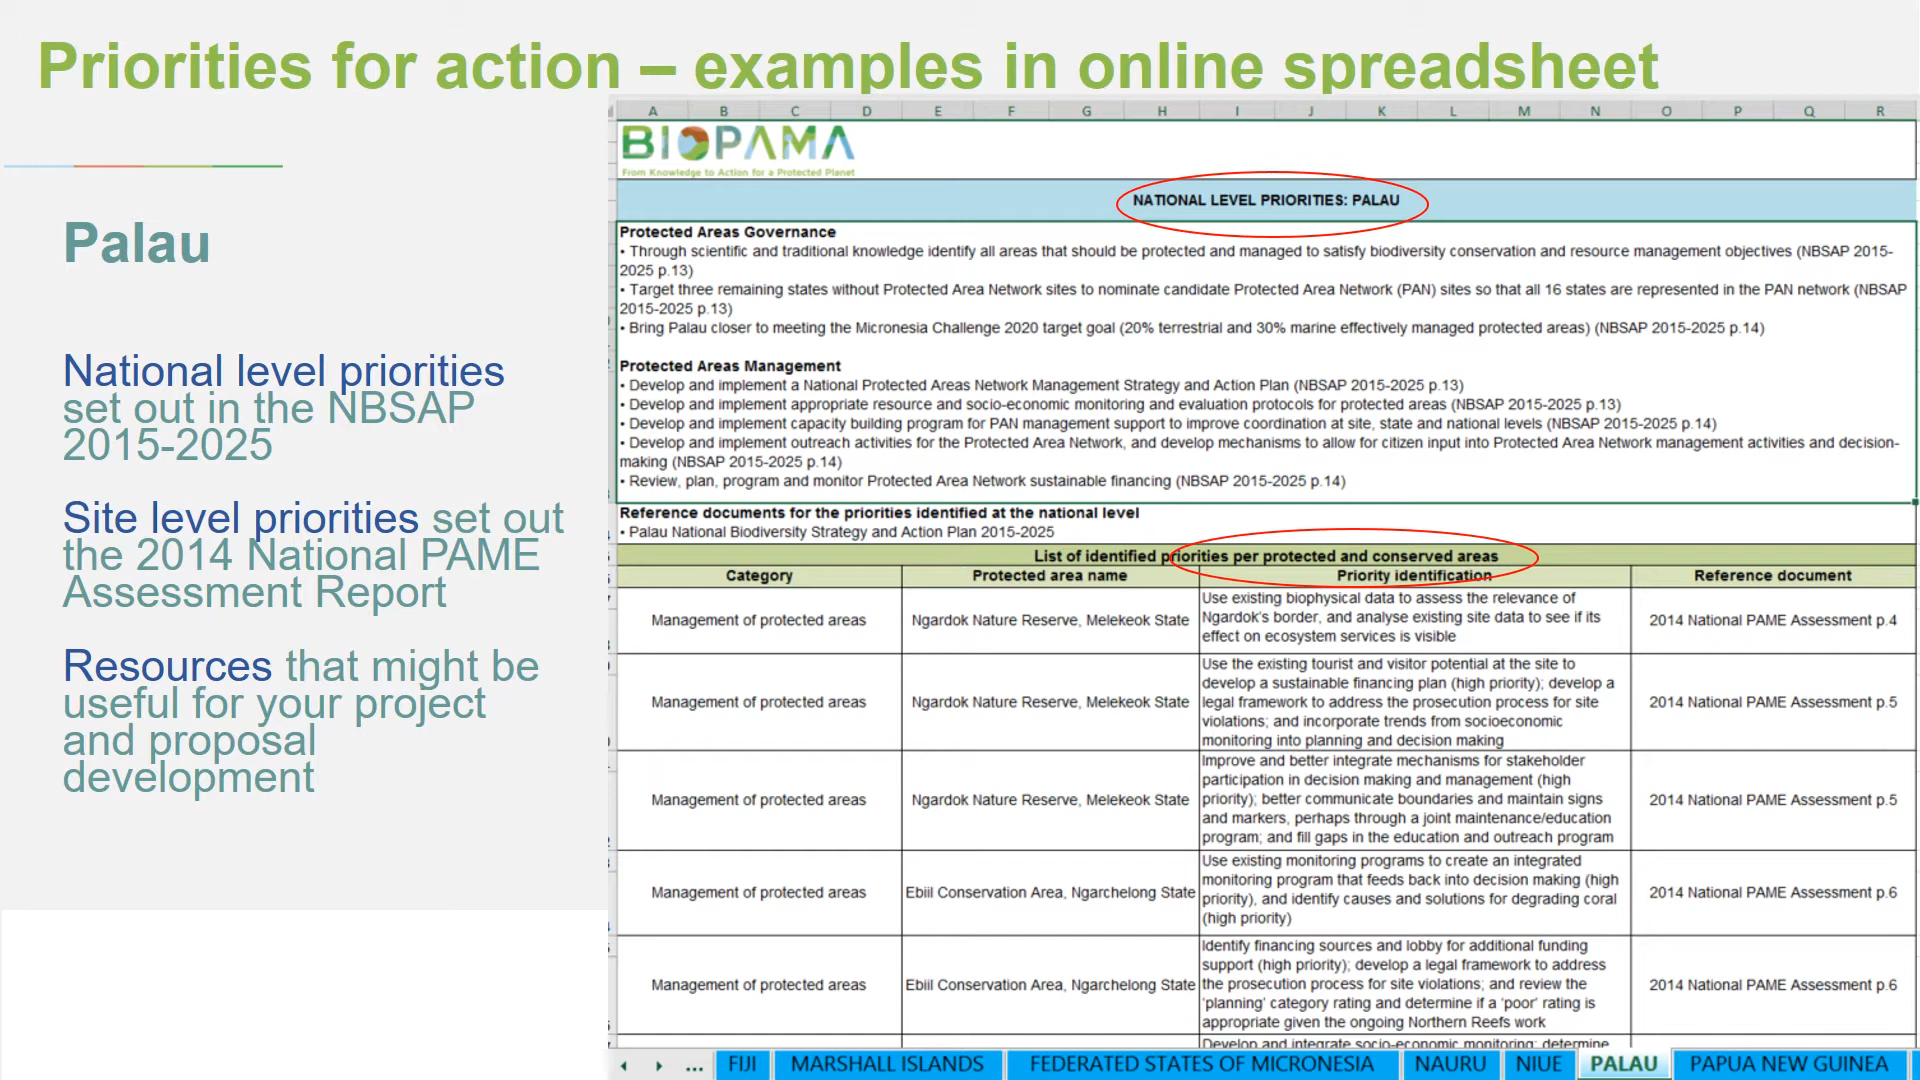 Priorities for action – examples in online spreadsheet
Palau
National level priorities
set out in the NBSAP
2015-2025
Site level priorities set out
the 2014 National PAME
Assessment Report
Resources that might be
useful for your project
and proposal
development
A B C D E F G H I J K L M N O P Q R
BIOPAMA
From Knowledge to Action for a Protected Planet
NATIONAL LEVEL PRIORITIES: PALAU
Protected Areas Governance
• Through scientific and traditional knowledge identify all areas that should be protected and managed to satisfy biodiversity conservation and resource management objectives (NBSAP 2015-
2025 p.13)
• Target three remaining states without Protected Area Network sites to nominate candidate Protected Area Network (PAN) sites so that all 16 states are represented in the PAN network (NBSAP
2015-2025 p.13)
• Bring Palau closer to meeting the Micronesia Challenge 2020 target goal (20% terrestrial and 30% marine effectively managed protected areas) (NBSAP 2015-2025 p.14)
Protected Areas Management
• Develop and implement a National Protected Areas Network Management Strategy and Action Plan (NBSAP 2015-2025 p.13)
• Develop and implement appropriate resource and socio-economic monitoring and evaluation protocols for protected areas (NBSAP 2015-2025 p.13)
• Develop and implement capacity building program for PAN management support to improve coordination at site, state and national levels (NBSAP 2015-2025 p.14)
• Develop and implement outreach activities for the Protected Area Network, and develop mechanisms to allow for citizen input into Protected Area Network management activities and decision-
making (NBSAP 2015-2025 p.14)
• Review, plan, program and monitor Protected Area Network sustainable financing (NBSAP 2015-2025 p.14)
Reference documents for the priorities identified at the national level
• Palau National Biodiversity Strategy and Action Plan 2015-2025
List of identified priorities per protected and conserved areas
Category Protected area name Priority identification Reference document
Management of protected areas Ngardok Nature Reserve, Melekeok State
Use existing biophysical data to assess the relevance of
Ngardok's border, and analyse existing site data to see if its
effect on ecosystem services is visible
2014 National PAME Assessment p.4
Management of protected areas Ngardok Nature Reserve, Melekeok State
Use the existing tourist and visitor potential at the site to
develop a sustainable financing plan (high priority); develop a
legal framework to address the prosecution process for site
violations; and incorporate trends from socioeconomic
monitoring into planning and decision making
2014 National PAME Assessment p.5
Management of protected areas Ngardok Nature Reserve, Melekeok State
Improve and better integrate mechanisms for stakeholder
participation in decision making and management (high
priority); better communicate boundaries and maintain signs
and markers, perhaps through a joint maintenance/education
program; and fill gaps in the education and outreach program
2014 National PAME Assessment p.5
Management of protected areas Ebiil Conservation Area, Ngarchelong State
Use existing monitoring programs to create an integrated
monitoring program that feeds back into decision making (high
priority), and identify causes and solutions for degrading coral
(high priority)
2014 National PAME Assessment p.6
Management of protected areas Ebiil Conservation Area, Ngarchelong State
Identify financing sources and lobby for additional funding
support (high priority); develop a legal framework to address
the prosecution process for site violations; and review the
'planning' category rating and determine if a 'poor' rating is
appropriate given the ongoing Northern Reefs work
2014 National PAME Assessment p.6
Develop and integrate socio-economic monitoring; determine
... FIJI MARSHALL ISLANDS FEDERATED STATES OF MICRONESIA NAURU NIUE PALAU PAPUA NEW GUINEA